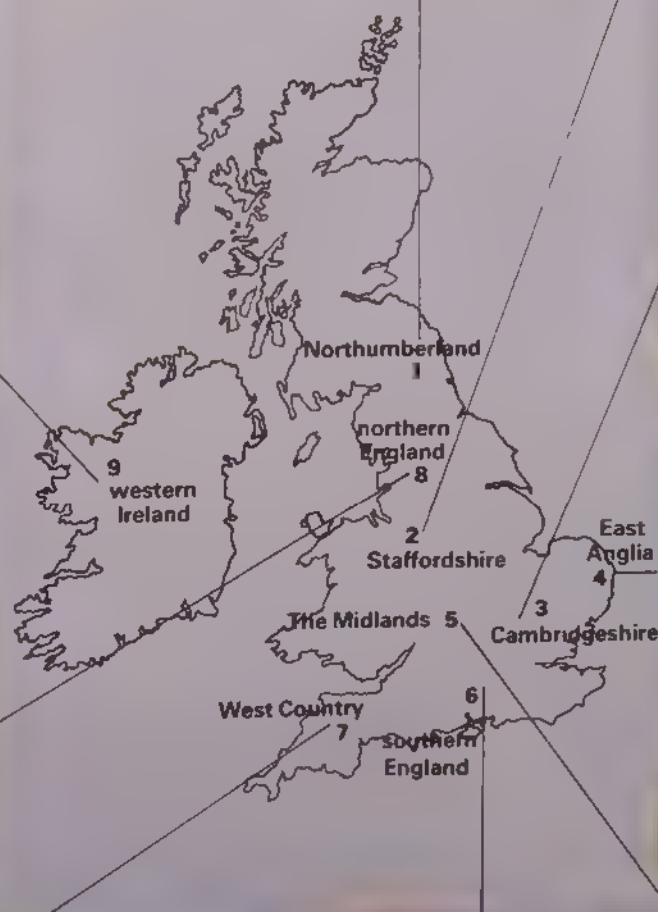 Northumberland
1
northern
England
8
9
western
Ireland
2
Staffordshire
East
Anglia
4
3
Cambridgeshire
The Midlands 5
6
West Country
7
southern
England